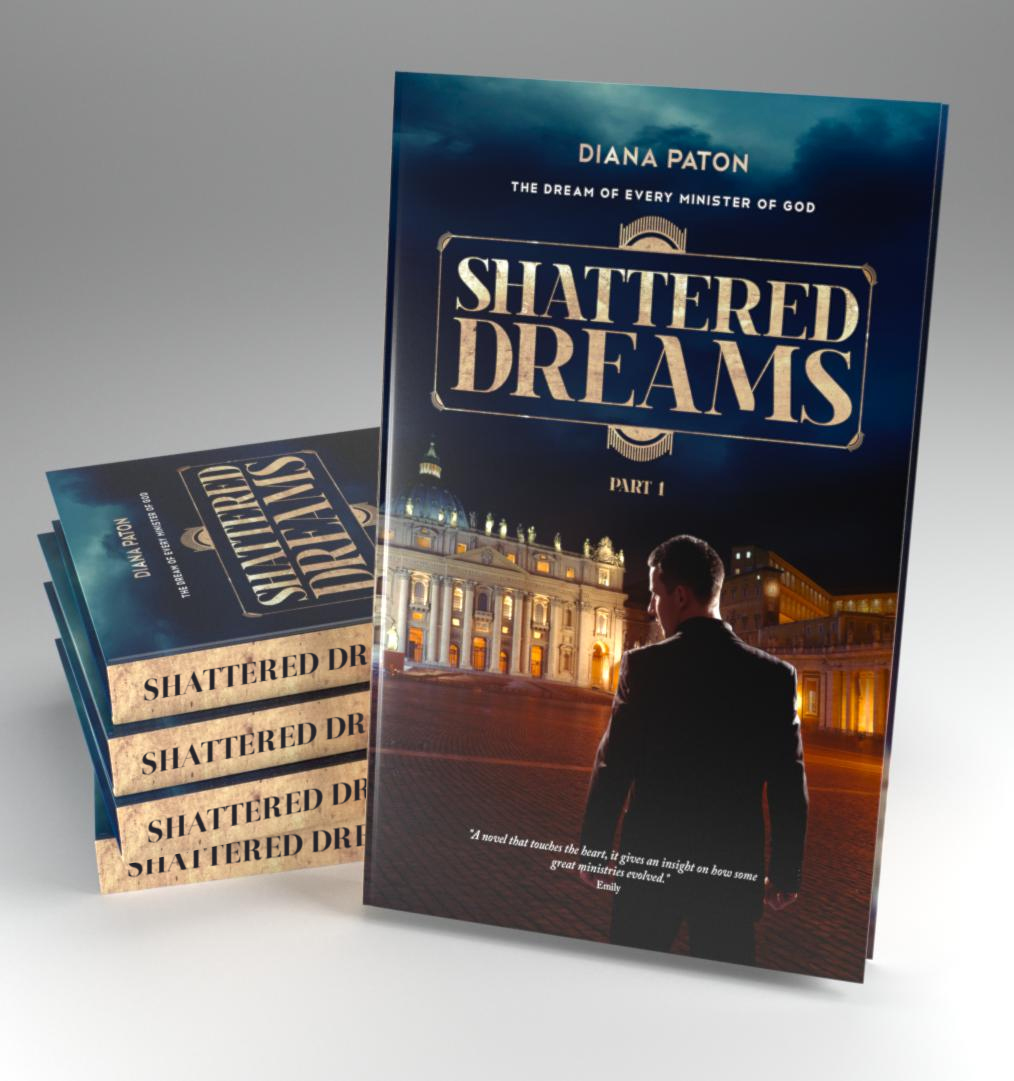 DIANA PATON
THE DREAM OF EVERY MINISTER OF GOD
SHATTERED
DREAMS
PART 1
"A novel that touches the heart, it gives an insight on how some
great ministries evolved."
Emily
DIANA PATON
THE DREAM OF EVERY MINISTER OF GOD
SHATTERED
DREAMS
SHATTERED DR
SHATTERED DR
SHATTERED DR
SHATTERED DRE